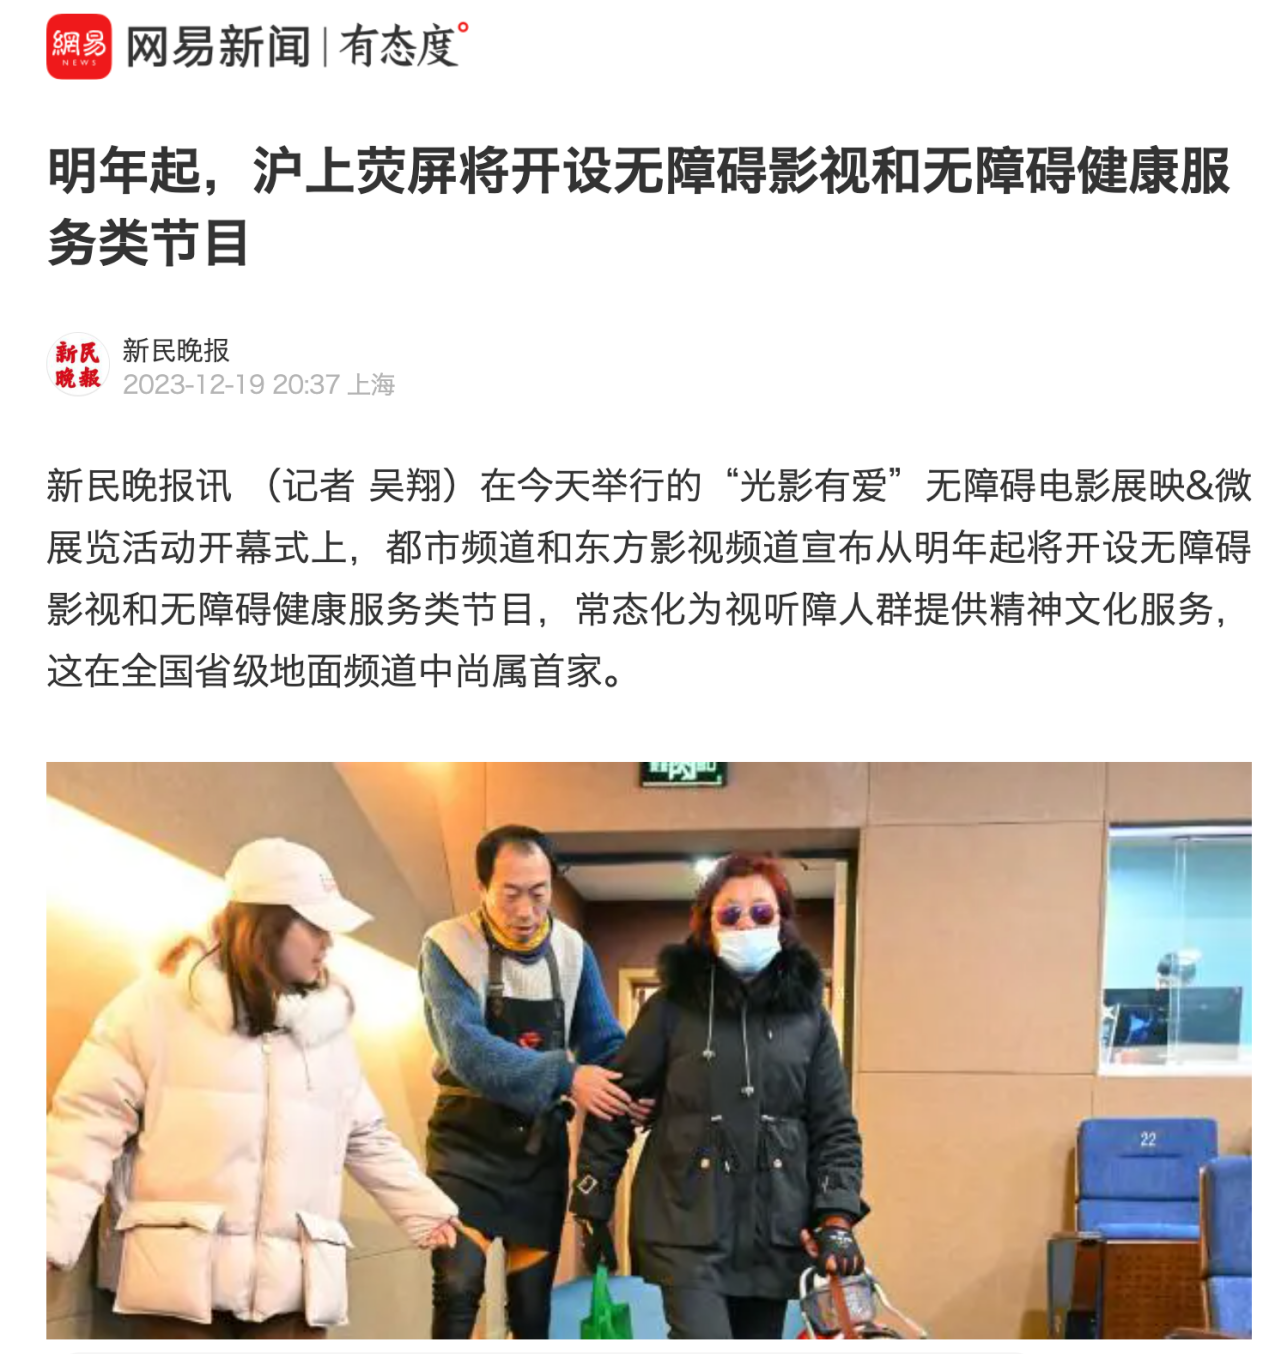 網易
NEWS
网易新闻|有态度°
明年起，沪上荧屏将开设无障碍影视和无障碍健康服
务类节目
新民
晚報
新民晚报
2023-12-19 20:37 上海
新民晚报讯 （记者 吴翔）在今天举行的“光影有爱”无障碍电影展映&微
展览活动开幕式上，都市频道和东方影视频道宣布从明年起将开设无障碍
影视和无障碍健康服务类节目，常态化为视听障人群提供精神文化服务，
这在全国省级地面频道中尚属首家。
22